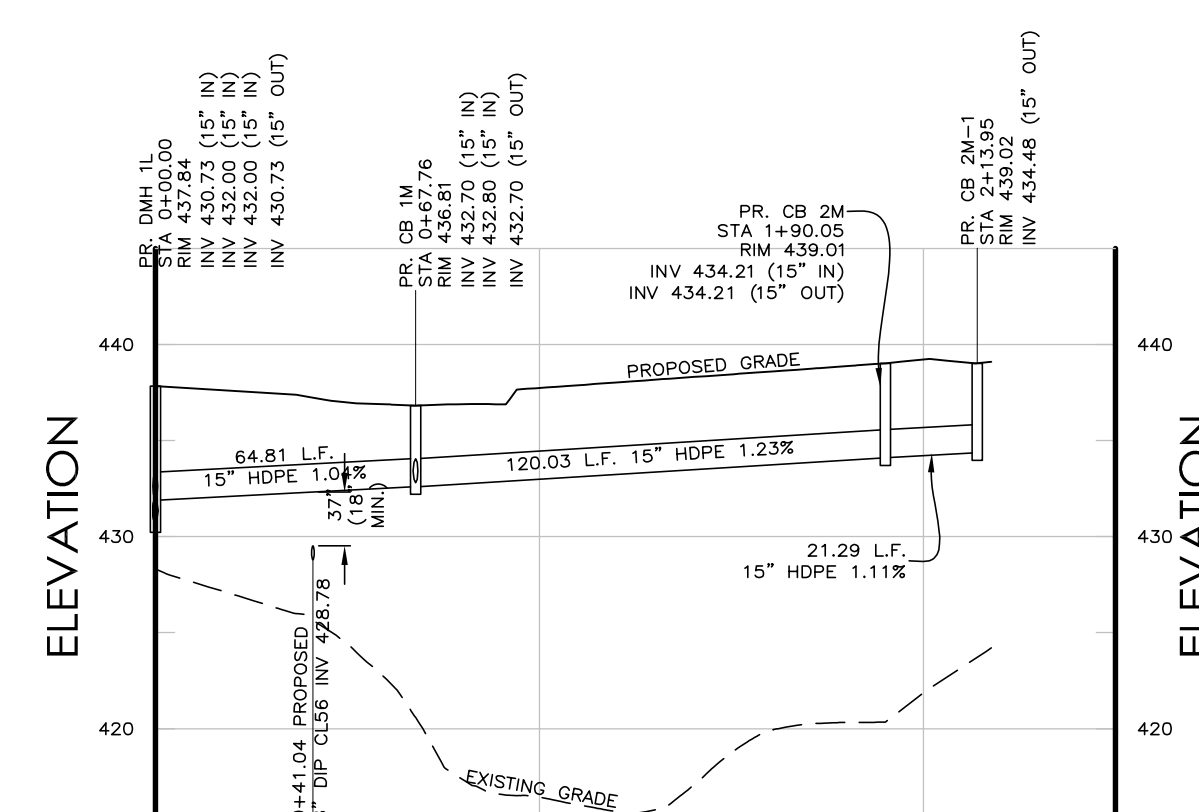 PR. DMH 1L
STA 0+00.00
RIM 437.84
INV 430.73 (15" IN)
INV 432.00 (15" IN)
INV 432.00 (15" IN)
INV 430.73 (15" OUT)
PR. CB 1M
STA 0+67.76
RIM 436.81
INV 432.70 (15" IN)
INV 432.80 (15" IN)
INV 432.70 (15" OUT)
PR. CB 2M
STA 1+90.05
RIM 439.01
INV 434.21 (15" IN)
INV 434.21 (15" OUT)
PR. CB 2M-1
STA 2+13.95
RIM 439.02
INV 434.48 (15" OUT)
440
440
PROPOSED GRADE
64.81 L.F.
15" HDPE 1.04%
120.03 L.F. 15" HDPE 1.23%
37"
(18"
MIN.)
430
430
21.29 L.F.
15" HDPE 1.11%
ELEVATION
ELEVATION
+41.04 PROPOSED
" DIP CL56 INV 428.78
420
420
EXISTING GRADE